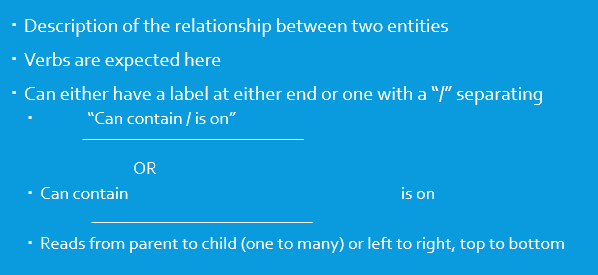 · Description of the relationship between two entities
· Verbs are expected here
· Can either have a label at either end or one with a “/” separating
· “Can contain / is on”
OR
· Can contain is on
· Reads from parent to child (one to many) or left to right, top to bottom